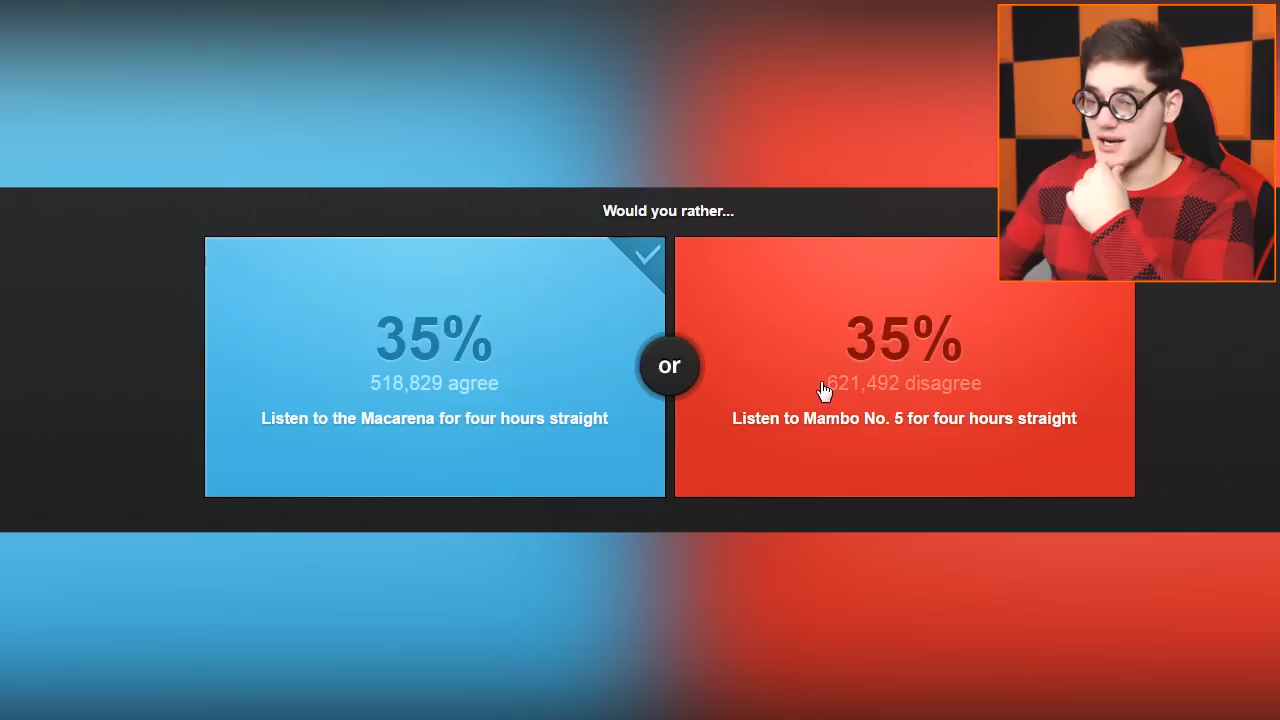 Would you rather...
35%
518,829 agree
Listen to the Macarena for four hours straight
or
35%
621,492 disagree
Listen to Mambo No. 5 for four hours straight